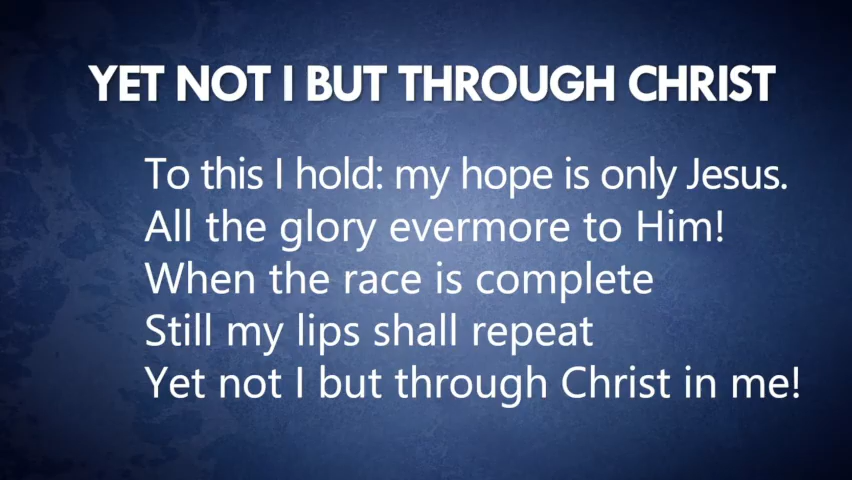 YET NOT I BUT THROUGH CHRIST
To this I hold: my hope is only Jesus.
All the glory evermore to Him!
When the race is complete
Still my lips shall repeat
Yet not I but through Christ in me!